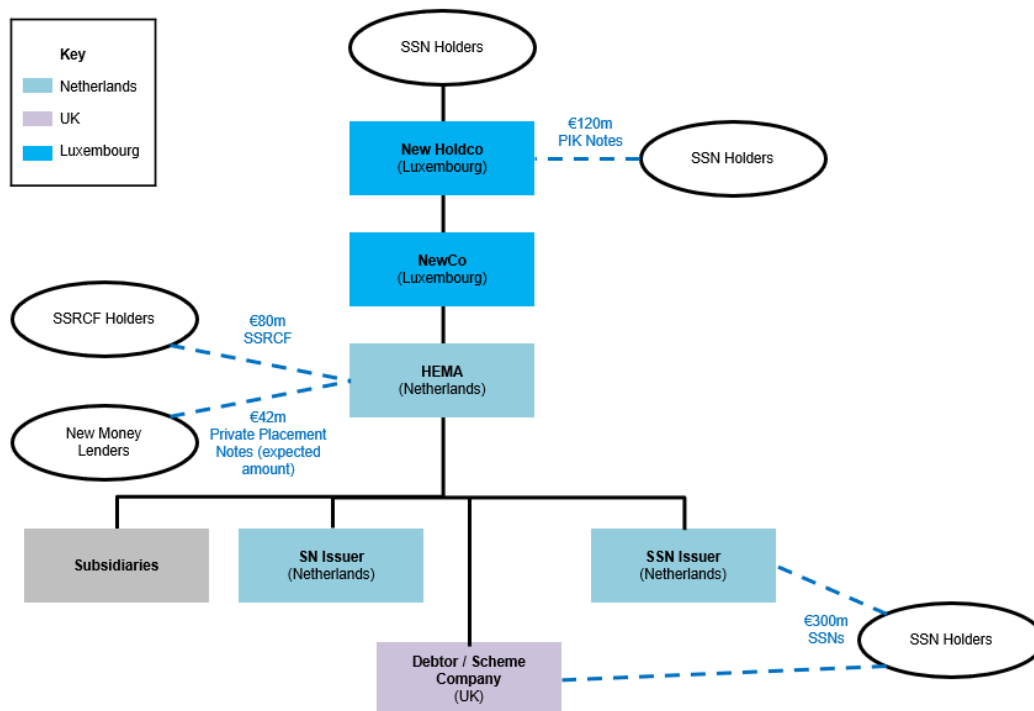 SSN Holders
Key
Netherlands
UK
Luxembourg
New Holdco
(Luxembourg)
€120m
PIK Notes
SSN Holders
NewCo
(Luxembourg)
SSRCF Holders
€80m
SSRCF
HEMA
(Netherlands)
New Money
Lenders
€42m
Private Placement
Notes (expected
amount)
Subsidiaries
SN Issuer
(Netherlands)
SSN Issuer
(Netherlands)
€300m
SSNs
SSN Holders
Debtor / Scheme
Company
(UK)